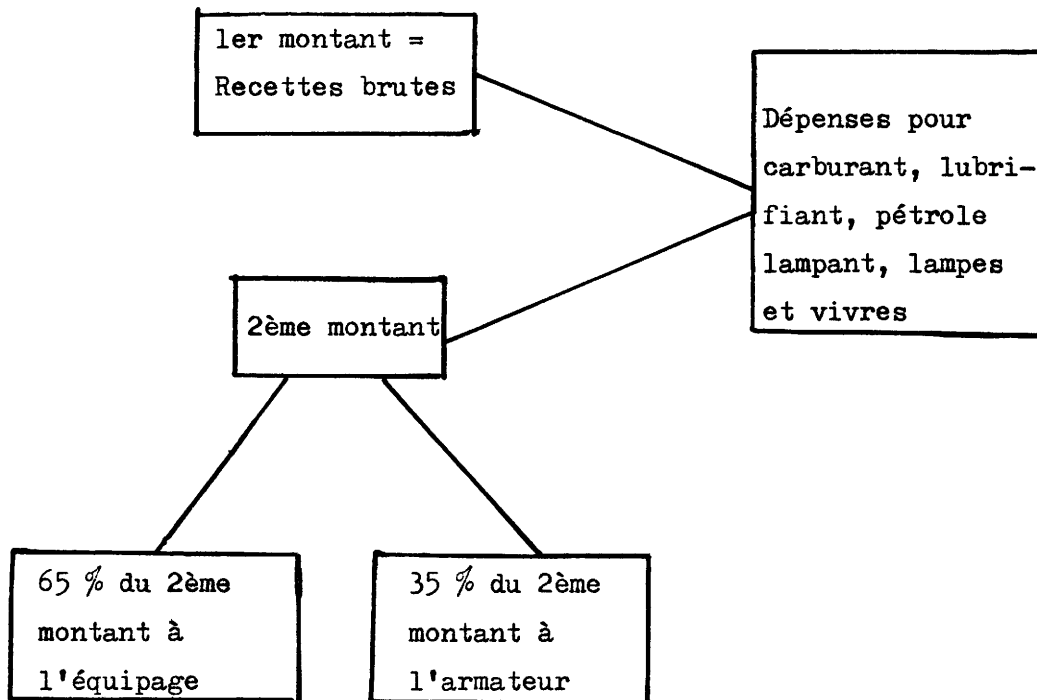 1er montant =
Recettes brutes
Dépenses pour
carburant, lubri-
fiant, pétrole
lampant, lampes
et vivres
2ème montant
65 % du 2ème
montant à
l'équipage
35 % du 2ème
montant à
l'armateur